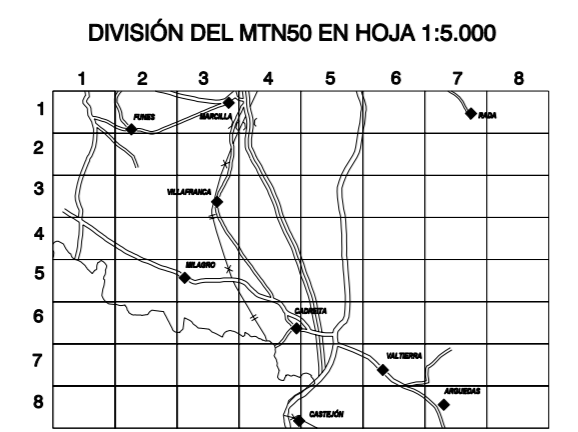 DIVISIÓN DEL MTN50 EN HOJA 1:5.000
1 2 3 4 5 6 7 8
1
FUNES
MARCILLA
RADA
2
3
VILLAFRANCA
4
5
MILAGRO
6
CADREITA
7
VALTIERRA
8
ARGUEDAS
CASTEJÓN